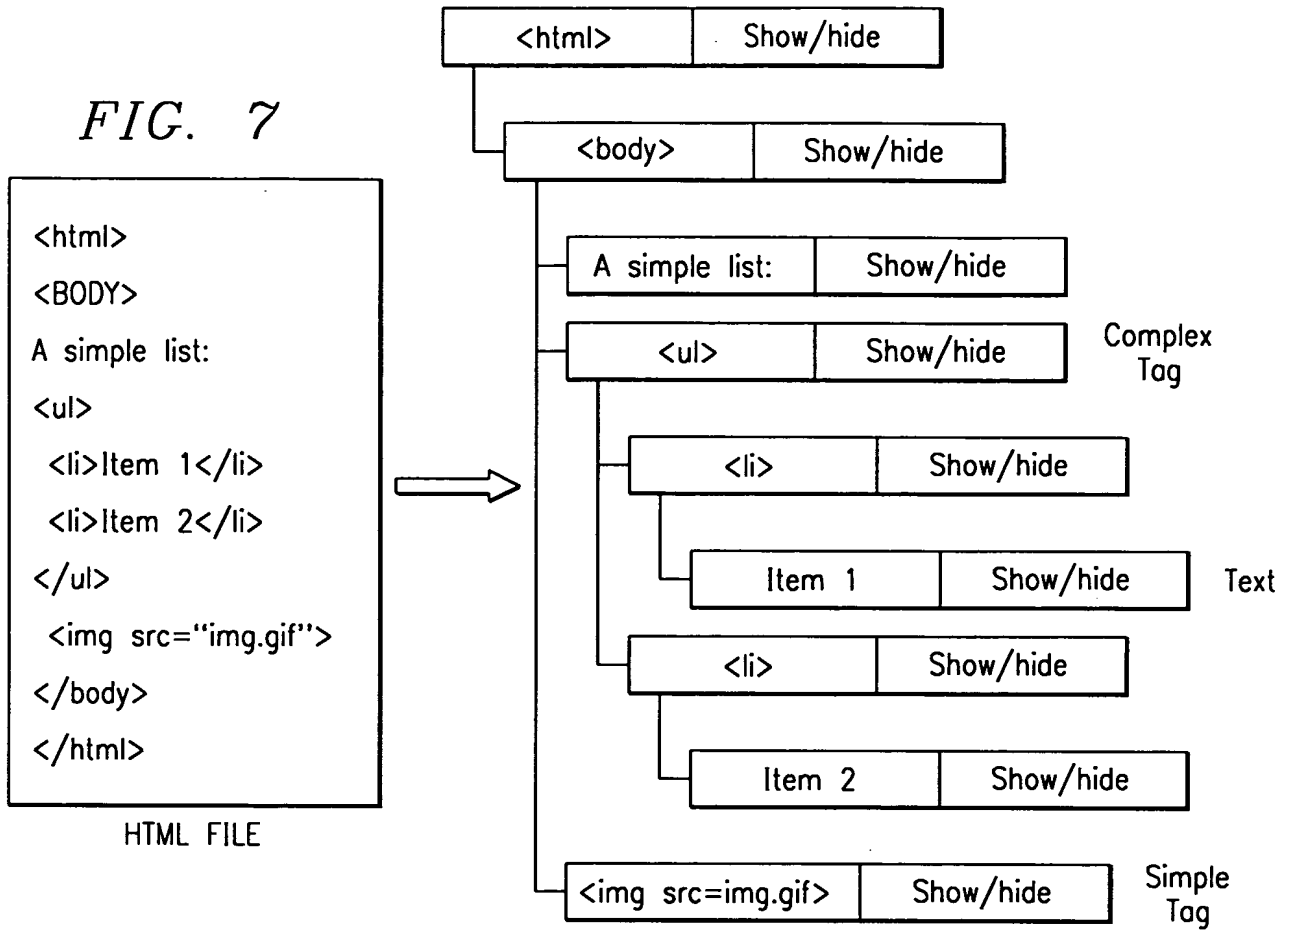 FIG. 7
<html>
<BODY>
A simple list:
<ul>
<li>Item 1</li>
<li>Item 2</li>
</ul>
<img src="img.gif">
</body>
</html>
HTML FILE
<html> Show/hide
<body> Show/hide
A simple list: Show/hide
<ul> Show/hide
Complex
Tag
<li> Show/hide
Item 1 Show/hide
Text
<li> Show/hide
Item 2 Show/hide
<img src=img.gif> Show/hide
Simple
Tag